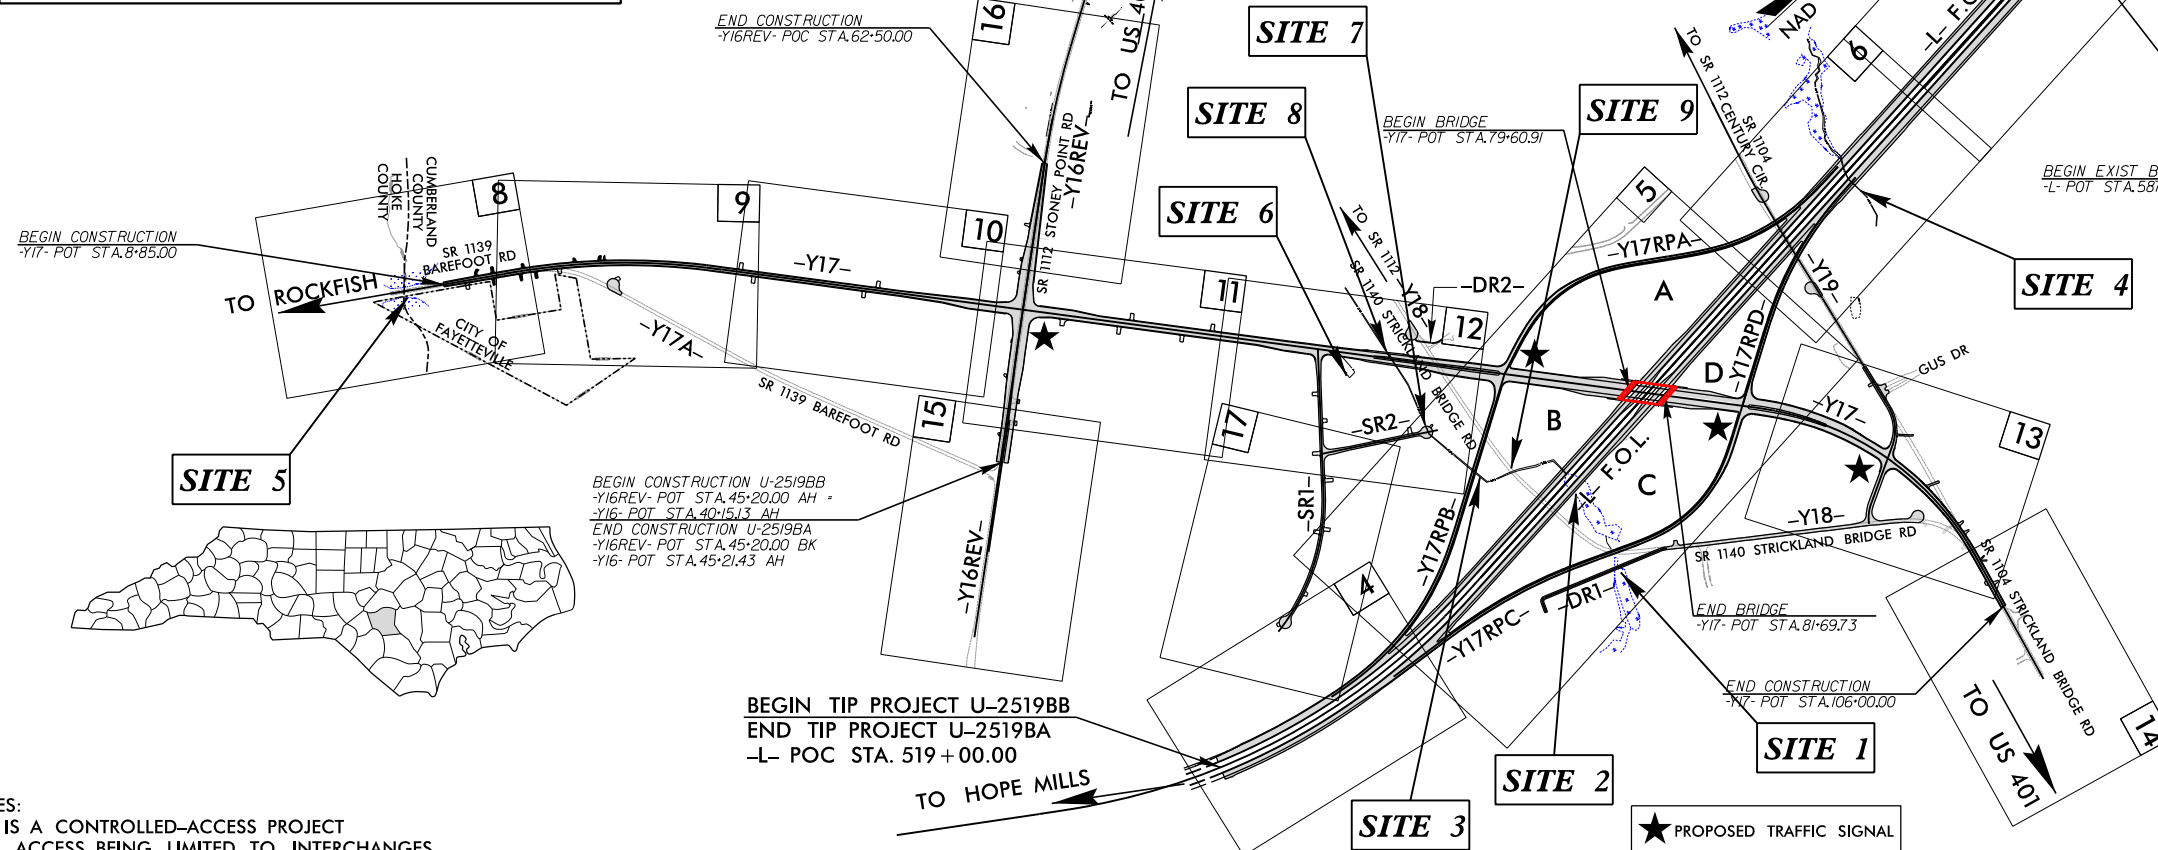 END CONSTRUCTION
-Y16REV- POC STA.62+50.00
16
TO US
SITE 7
NAD
-L- F.O.
6
TO SR 1112 CENTURY CIR
SR 1104
SITE 8
BEGIN BRIDGE
-Y17- POT STA.79+60.91
SITE 9
BEGIN EXIST B
-L- POT STA.587
CUMBERLAND
COUNTY
HOKE
COUNTY
8
9
10
SR 1112 STONEY POINT RD
-Y16REV-
SITE 6
TO SR 1112
SR 1140 STRICKLAND BRIDGE RD
-Y18-
5
-Y17RPA-
A
-Y19-
SITE 4
BEGIN CONSTRUCTION
-Y17- POT STA.8+85.00
SR 1139
BAREFOOT RD
TO ROCKFISH
-Y17-
11
-DR2-
12
CITY OF
FAYETTEVILLE
-Y17A-
SR 1139 BAREFOOT RD
-Y17RPD-
D
GUS DR
-Y17-
B
-SR2-
15
17
13
SITE 5
-L- F.O.L.
C
BEGIN CONSTRUCTION U-2519BB
-Y16REV- POT STA.45+20.00 AH =
-Y16- POT STA.40+15.13 AH
END CONSTRUCTION U-2519BA
-Y16REV- POT STA.45+20.00 BK
-Y16- POT STA.45+21.43 AH
-Y16REV-
-SR1-
-Y17RPB-
-Y18-
SR 1140 STRICKLAND BRIDGE RD
SR 1104 STRICKLAND BRIDGE RD
4
-DR1-
-Y17RPC-
END BRIDGE
-Y17- POT STA.81+69.73
END CONSTRUCTION
-Y17- POT STA.106+00.00
TO US 401
14
BEGIN TIP PROJECT U-2519BB
END TIP PROJECT U-2519BA
-L- POC STA. 519+00.00
SITE 1
SITE 2
TO HOPE MILLS
SITE 3
PROPOSED TRAFFIC SIGNAL
ES:
IS A CONTROLLED-ACCESS PROJECT
ACCESS BEING LIMITED TO INTERCHANGES